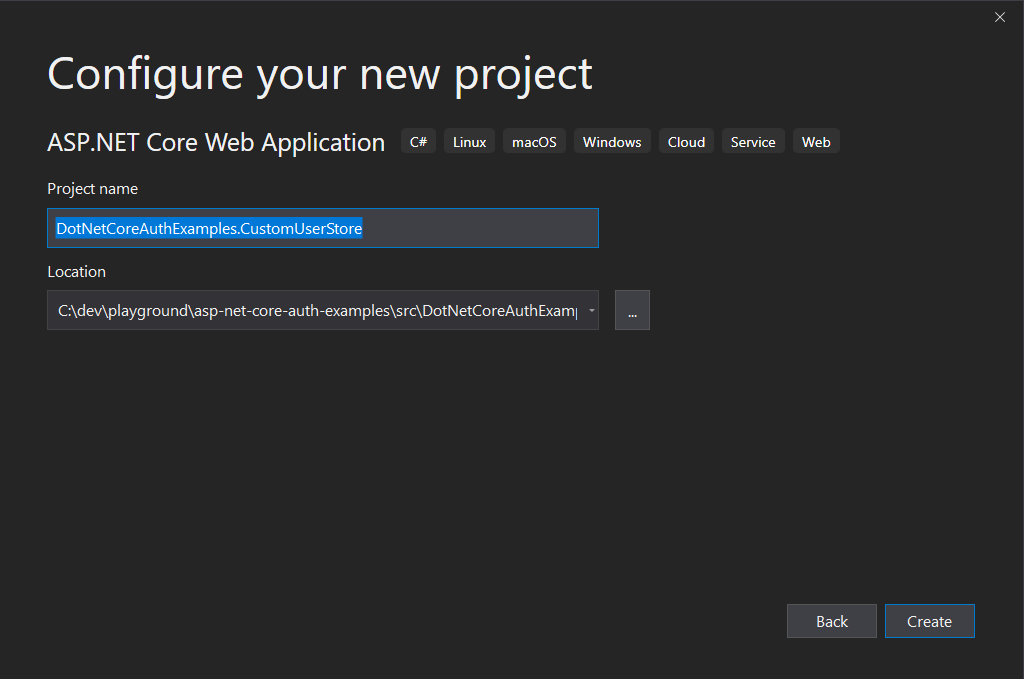 Configure your new project
ASP.NET Core Web Application C# Linux macOS Windows Cloud Service Web
Project name
DotNetCoreAuthExamples.CustomUserStore
Location
C:\dev\playground\asp-net-core-auth-examples\src\DotNetCoreAuthExam
...
Back Create